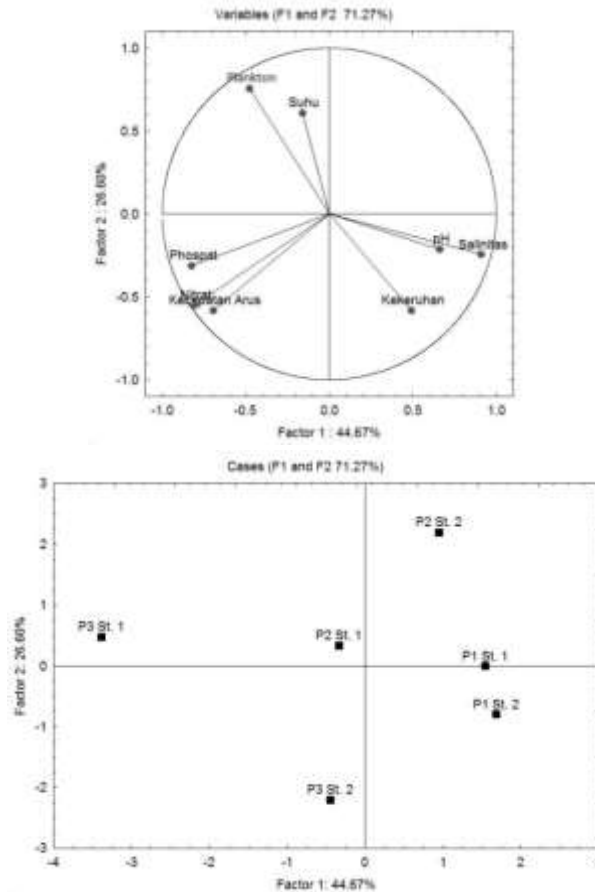 Variables (F1 and F2 71.27%)
1.0
Plankton
Suhu
0.5
0.0
Phospat
pH
Salinitas
Nitrat
Kecepatan Arus
Kekeruhan
-0.5
-1.0
Factor 2 : 26.60%
-1.0 -0.5 0.0 0.5 1.0
Factor 1 : 44.67%
Cases (F1 and F2 71.27%)
3
P2 St. 2
2
1
P3 St. 1
P2 St. 1
P1 St. 1
0
P1 St. 2
-1
P3 St. 2
-2
-3
Factor 2: 26.60%
-4 -3 -2 -1 0 1 2 3
Factor 1: 44.67%